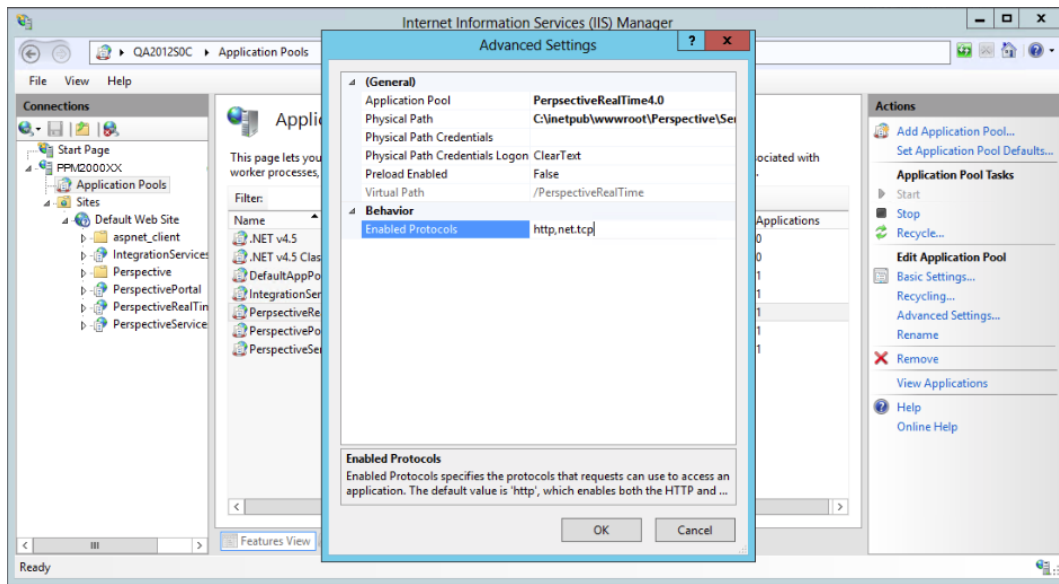 Internet Information Services (IIS) Manager
QA2012S0C
Application Pools
File View Help
Connections
Start Page
PPM2000XX
Application Pools
Sites
Default Web Site
aspnet_client
IntegrationServices
Perspective
PerspectivePortal
PerspectiveRealTin
PerspectiveService
Applic
This page lets you
worker processes,
ociated with
Filter:
Name
Applications
.NET v4.5
0
.NET v4.5 Clas
0
DefaultAppPo
1
IntegrationSer
1
PerpsectiveRe
1
PerspectivePo
1
PerspectiveSer
1
Features View
Advanced Settings
? x
(General)
Application Pool PerpsectiveRealTime4.0
Physical Path C:\inetpub\wwwroot\Perspective\Ser
Physical Path Credentials
Physical Path Credentials Logon ClearText
Preload Enabled False
Virtual Path /PerspectiveRealTime
Behavior
Enabled Protocols http,net.tcp
Enabled Protocols
Enabled Protocols specifies the protocols that requests can use to access an
application. The default value is 'http', which enables both the HTTP and ...
OK Cancel
Actions
Add Application Pool...
Set Application Pool Defaults...
Application Pool Tasks
Start
Stop
Recycle...
Edit Application Pool
Basic Settings...
Recycling...
Advanced Settings...
Rename
Remove
View Applications
Help
Online Help
Ready